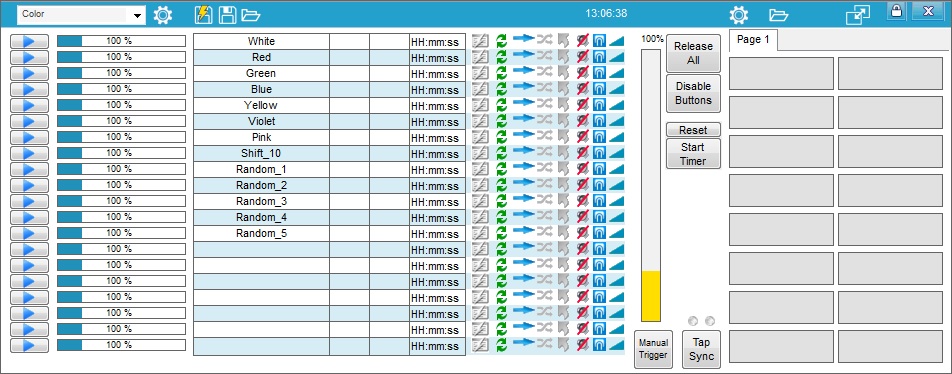 Color
13:06:38
100 % White HH:mm:ss
100 % Red HH:mm:ss
100 % Green HH:mm:ss
100 % Blue HH:mm:ss
100 % Yellow HH:mm:ss
100 % Violet HH:mm:ss
100 % Pink HH:mm:ss
100 % Shift_10 HH:mm:ss
100 % Random_1 HH:mm:ss
100 % Random_2 HH:mm:ss
100 % Random_3 HH:mm:ss
100 % Random_4 HH:mm:ss
100 % Random_5 HH:mm:ss
100 % HH:mm:ss
100 % HH:mm:ss
100 % HH:mm:ss
100 % HH:mm:ss
100 % HH:mm:ss
100 % HH:mm:ss
100 % HH:mm:ss
100%
Release
All
Disable
Buttons
Reset
Start
Timer
Manual
Trigger
Tap
Sync
Page 1